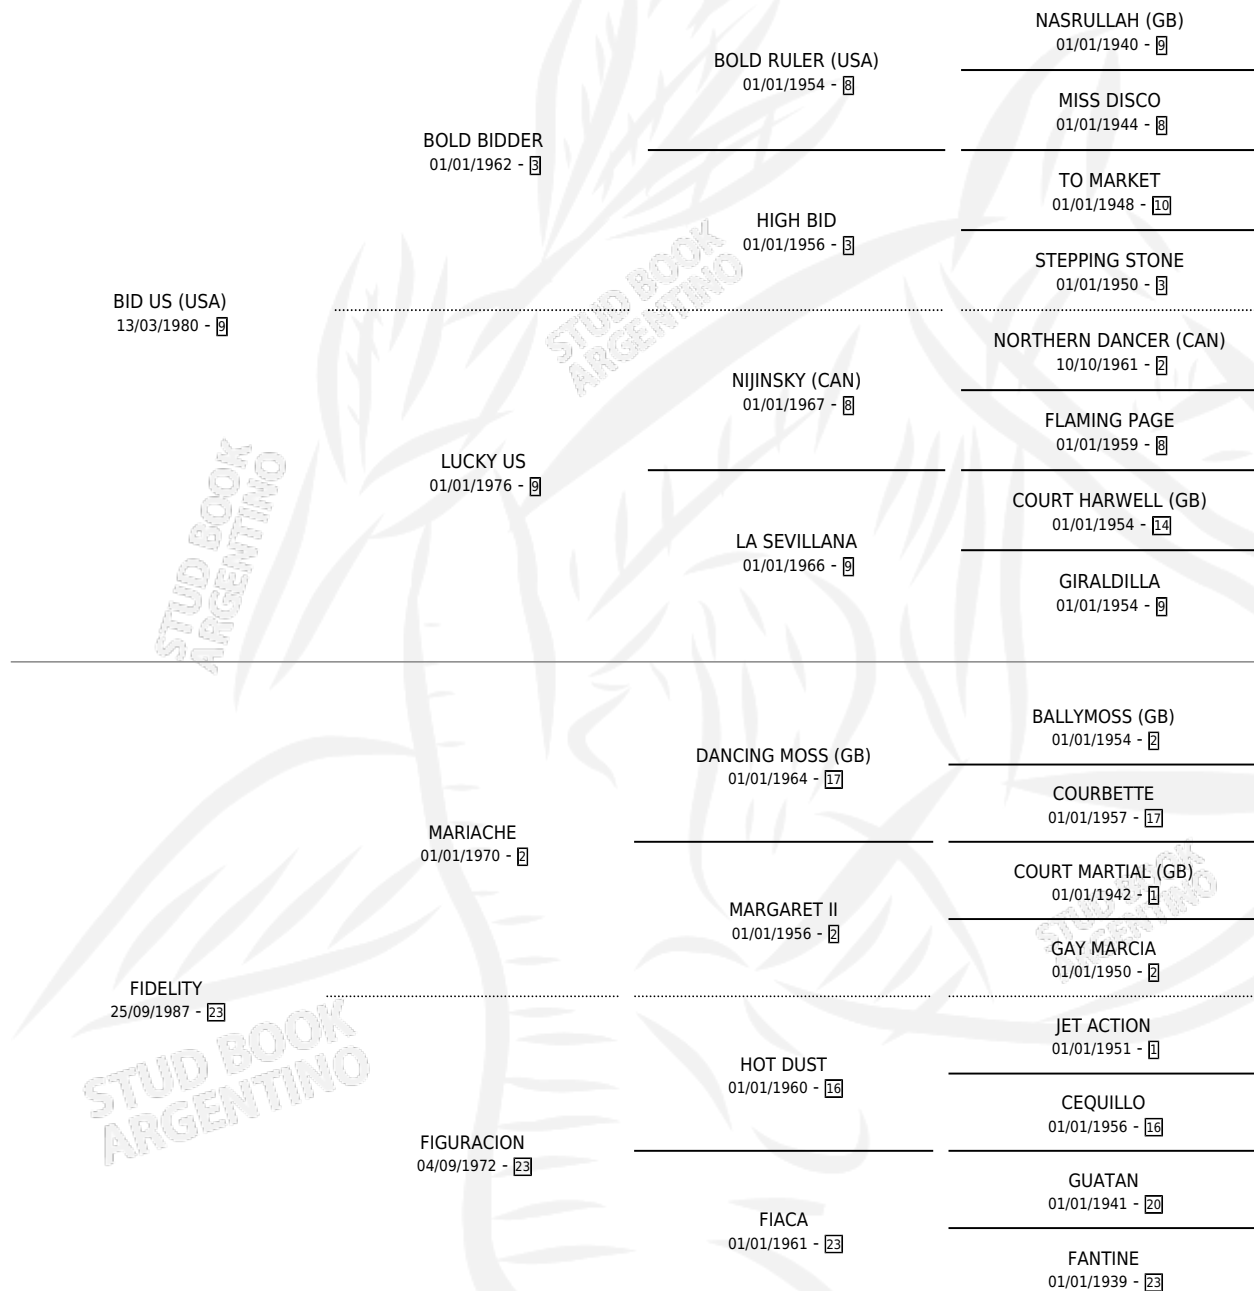 NASRULLAH (GB)
01/01/1940 - 9
BOLD RULER (USA)
01/01/1954 - 8
MISS DISCO
01/01/1944 - 8
BOLD BIDDER
01/01/1962 - 3
TO MARKET
01/01/1948 - 10
HIGH BID
01/01/1956 - 3
STEPPING STONE
01/01/1950 - 3
BID US (USA)
13/03/1980 - 9
STUD BOOK
ARGENTINO
NORTHERN DANCER (CAN)
10/10/1961 - 2
NIJINSKY (CAN)
01/01/1967 - 8
FLAMING PAGE
01/01/1959 - 8
LUCKY US
01/01/1976 - 9
COURT HARWELL (GB)
01/01/1954 - 14
LA SEVILLANA
01/01/1966 - 9
GIRALDILLA
01/01/1954 - 9
STUD BOOK
ARGENTINO
BALLYMOSS (GB)
01/01/1954 - 2
DANCING MOSS (GB)
01/01/1964 - 17
COURBETTE
01/01/1957 - 17
MARIACHE
01/01/1970 - 2
COURT MARTIAL (GB)
01/01/1942 - 1
MARGARET II
01/01/1956 - 2
GAY MARCIA
01/01/1950 - 2
STUD BOOK
ARGENTINO
FIDELITY
25/09/1987 - 23
JET ACTION
01/01/1951 - 1
HOT DUST
01/01/1960 - 16
CEQUILLO
01/01/1956 - 16
STUD BOOK
ARGENTINO
FIGURACION
04/09/1972 - 23
GUATAN
01/01/1941 - 20
FIACA
01/01/1961 - 23
FANTINE
01/01/1939 - 23